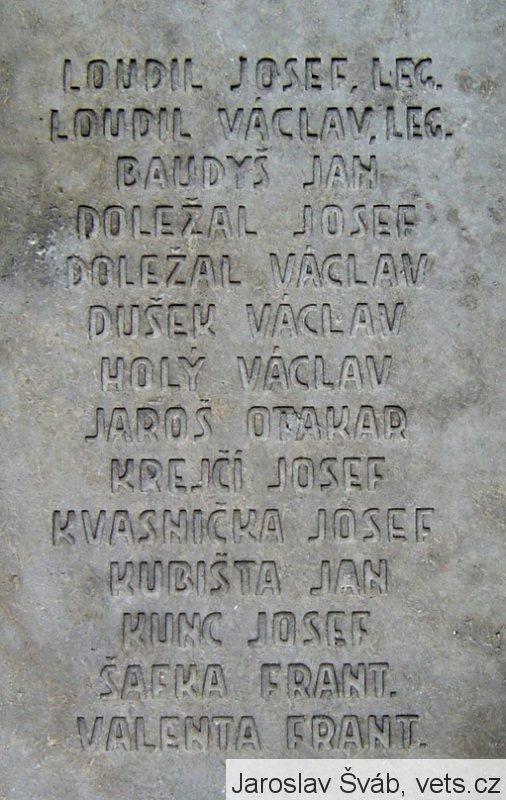 LOUDIL JOSEF, LEG.
LOUDIL VÁCLAV, LEG.
BAUDYŠ JAN
DOLEŽAL JOSEF
DOLEŽAL VÁCLAV
DUŠEK VÁCLAV
HOLÝ VÁCLAV
JAROŠ OTAKAR
KREJČÍ JOSEF
KVASNIČKA JOSEF
KUBIŠTA JAN
KUNC JOSEF
ŠAFKA FRANT.
VALENTA FRANT.
Jaroslav Šváb, vets.cz